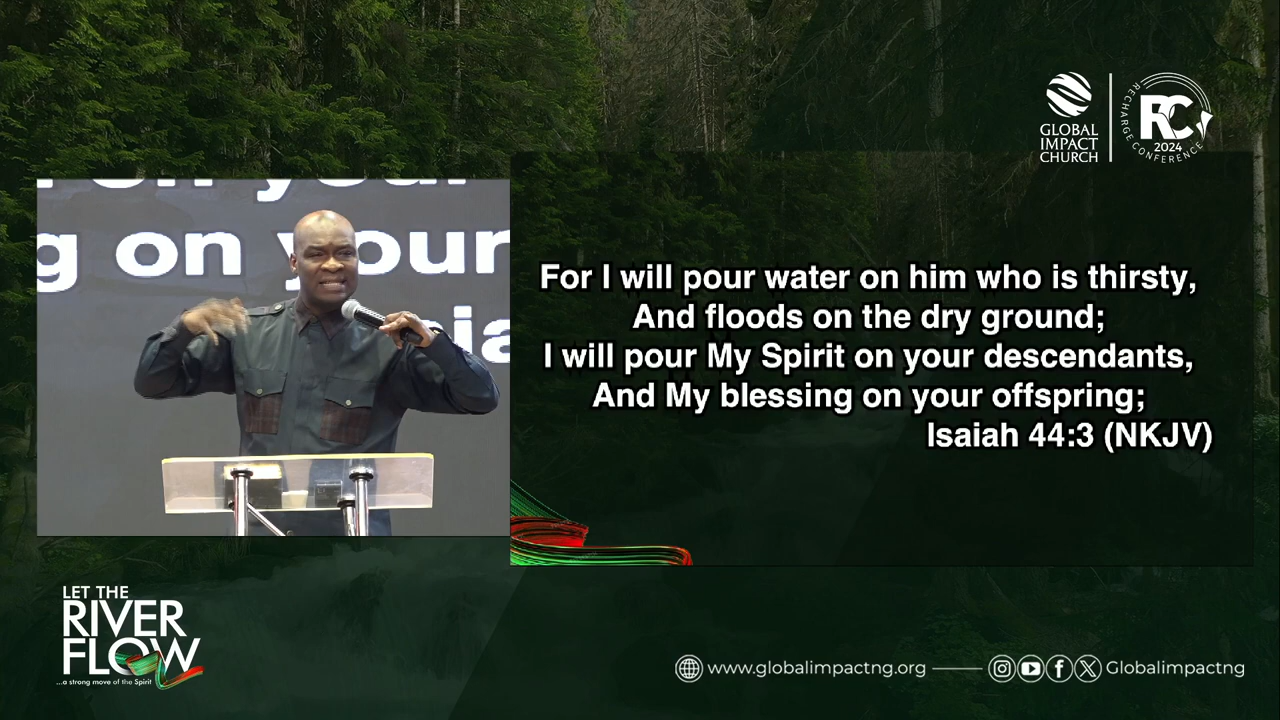 GLOBAL
IMPACT
CHURCH
RECHARGE CONFERENCE
RC
2024
on your
g on your
For I will pour water on him who is thirsty,
And floods on the dry ground;
I will pour My Spirit on your descendants,
And My blessing on your offspring;
Isaiah 44:3 (NKJV)
LET THE
RIVER
FLOW
...a strong move of the Spirit
www.globalimpactng.org
Globalimpactng